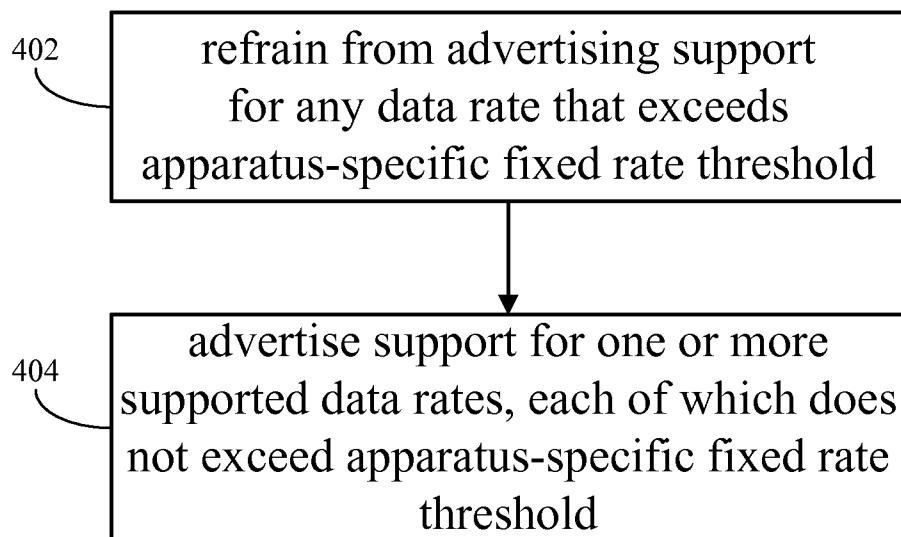 402
refrain from advertising support
for any data rate that exceeds
apparatus-specific fixed rate threshold
404
advertise support for one or more
supported data rates, each of which does
not exceed apparatus-specific fixed rate
threshold